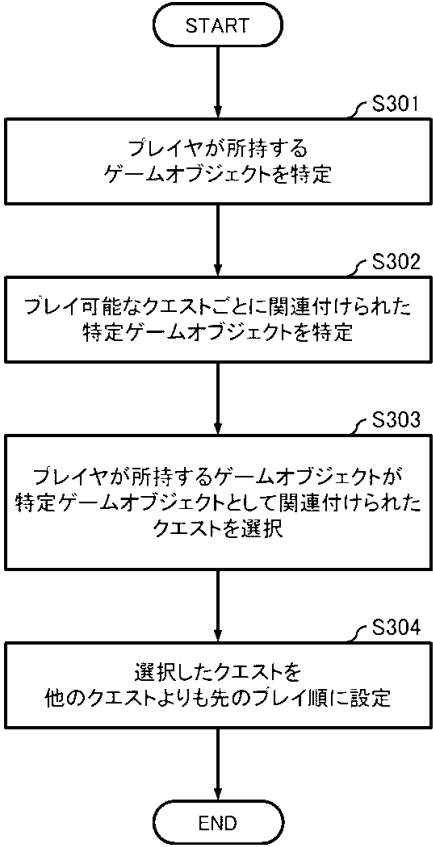 START
S301
プレイヤが所持する
ゲームオブジェクトを特定
S302
プレイ可能なクエストごとに関連付けられた
特定ゲームオブジェクトを特定
S303
プレイヤが所持するゲームオブジェクトが
特定ゲームオブジェクトとして関連付けられた
クエストを選択
S304
選択したクエストを
他のクエストよりも先のプレイ順に設定
END